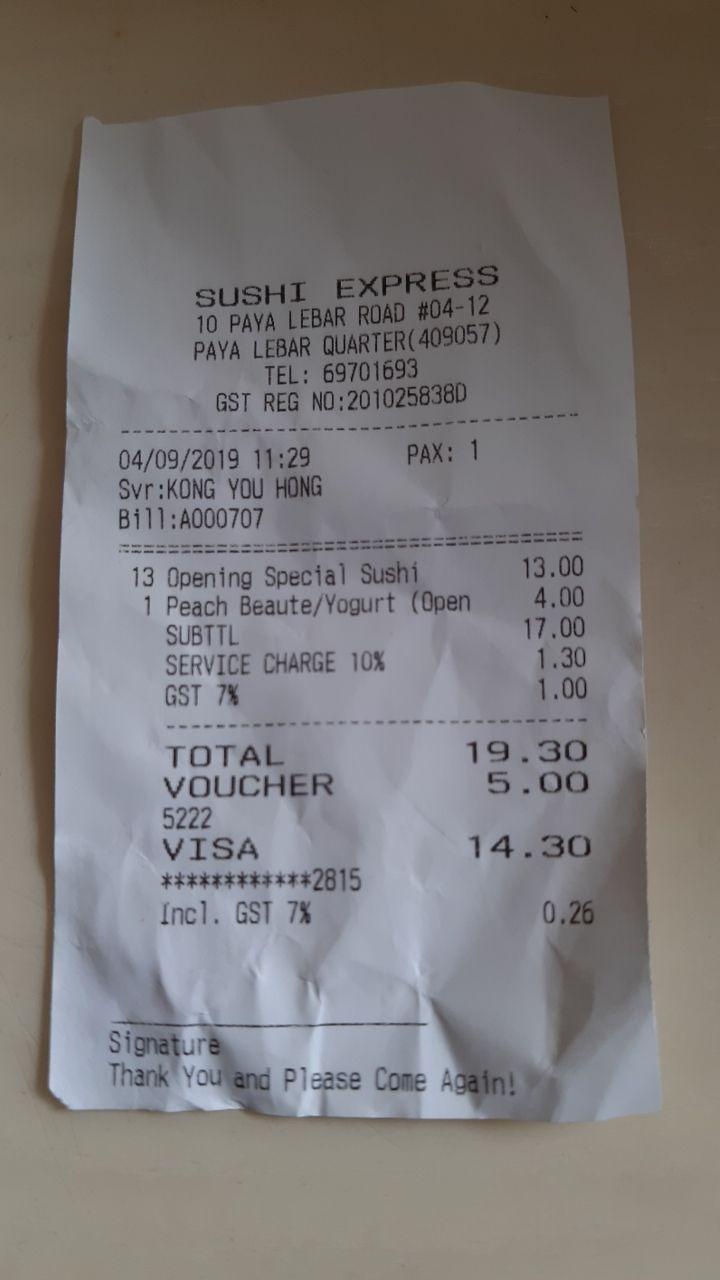 SUSHI EXPRESS
10 PAYA LEBAR ROAD #04-12
PAYA LEBAR QUARTER(409057)
TEL: 69701693
GST REG NO:201025838D
04/09/2019 11:29 PAX: 1
Svr:KONG YOU HONG
Bill:A000707
13 Opening Special Sushi 13.00
1 Peach Beaute/Yogurt (Open 4.00
SUBTTL 17.00
SERVICE CHARGE 10% 1.30
GST 7% 1.00
TOTAL 19.30
VOUCHER 5.00
5222
VISA 14.30
************2815
Incl. GST 7% 0.26
Signature
Thank You and Please Come Again!